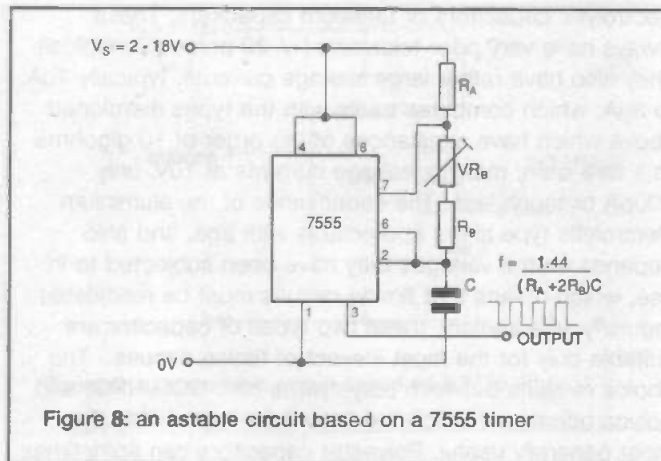 V_S = 2 - 18V
R_A
4
8
7
VR_B
7555
6
R_B
2
f = 1.44
(R_A +2R_B)C
C
1
3
OUTPUT
0V
Figure 8: an astable circuit based on a 7555 timer